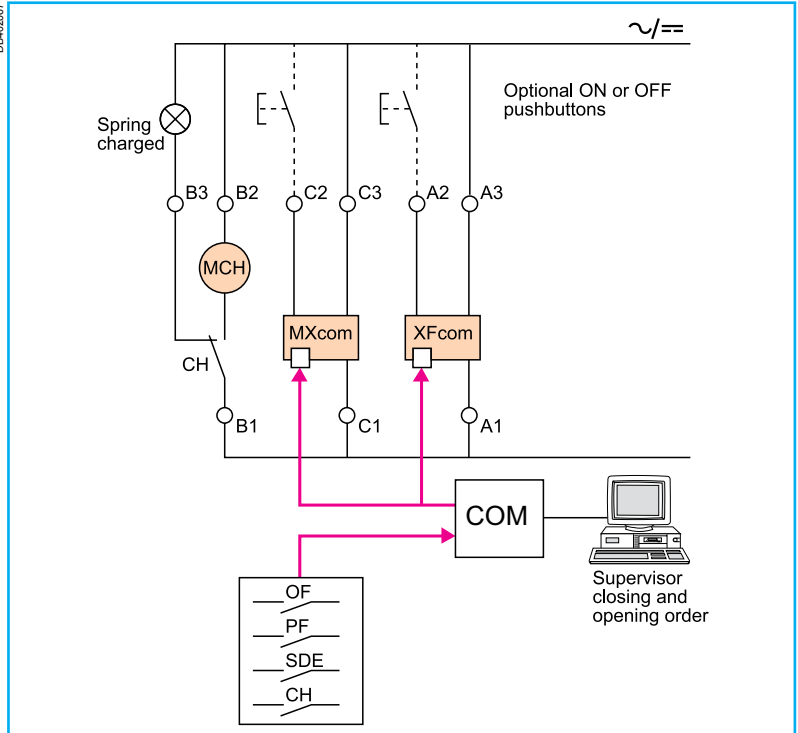 Optional ON or OFF
pushbuttons
Spring
charged
B3
B2
C2
C3
A2
A3
MCH
MXcom
XFcom
CH
B1
C1
A1
COM
Supervisor
closing and
opening order
OF
PF
SDE
CH